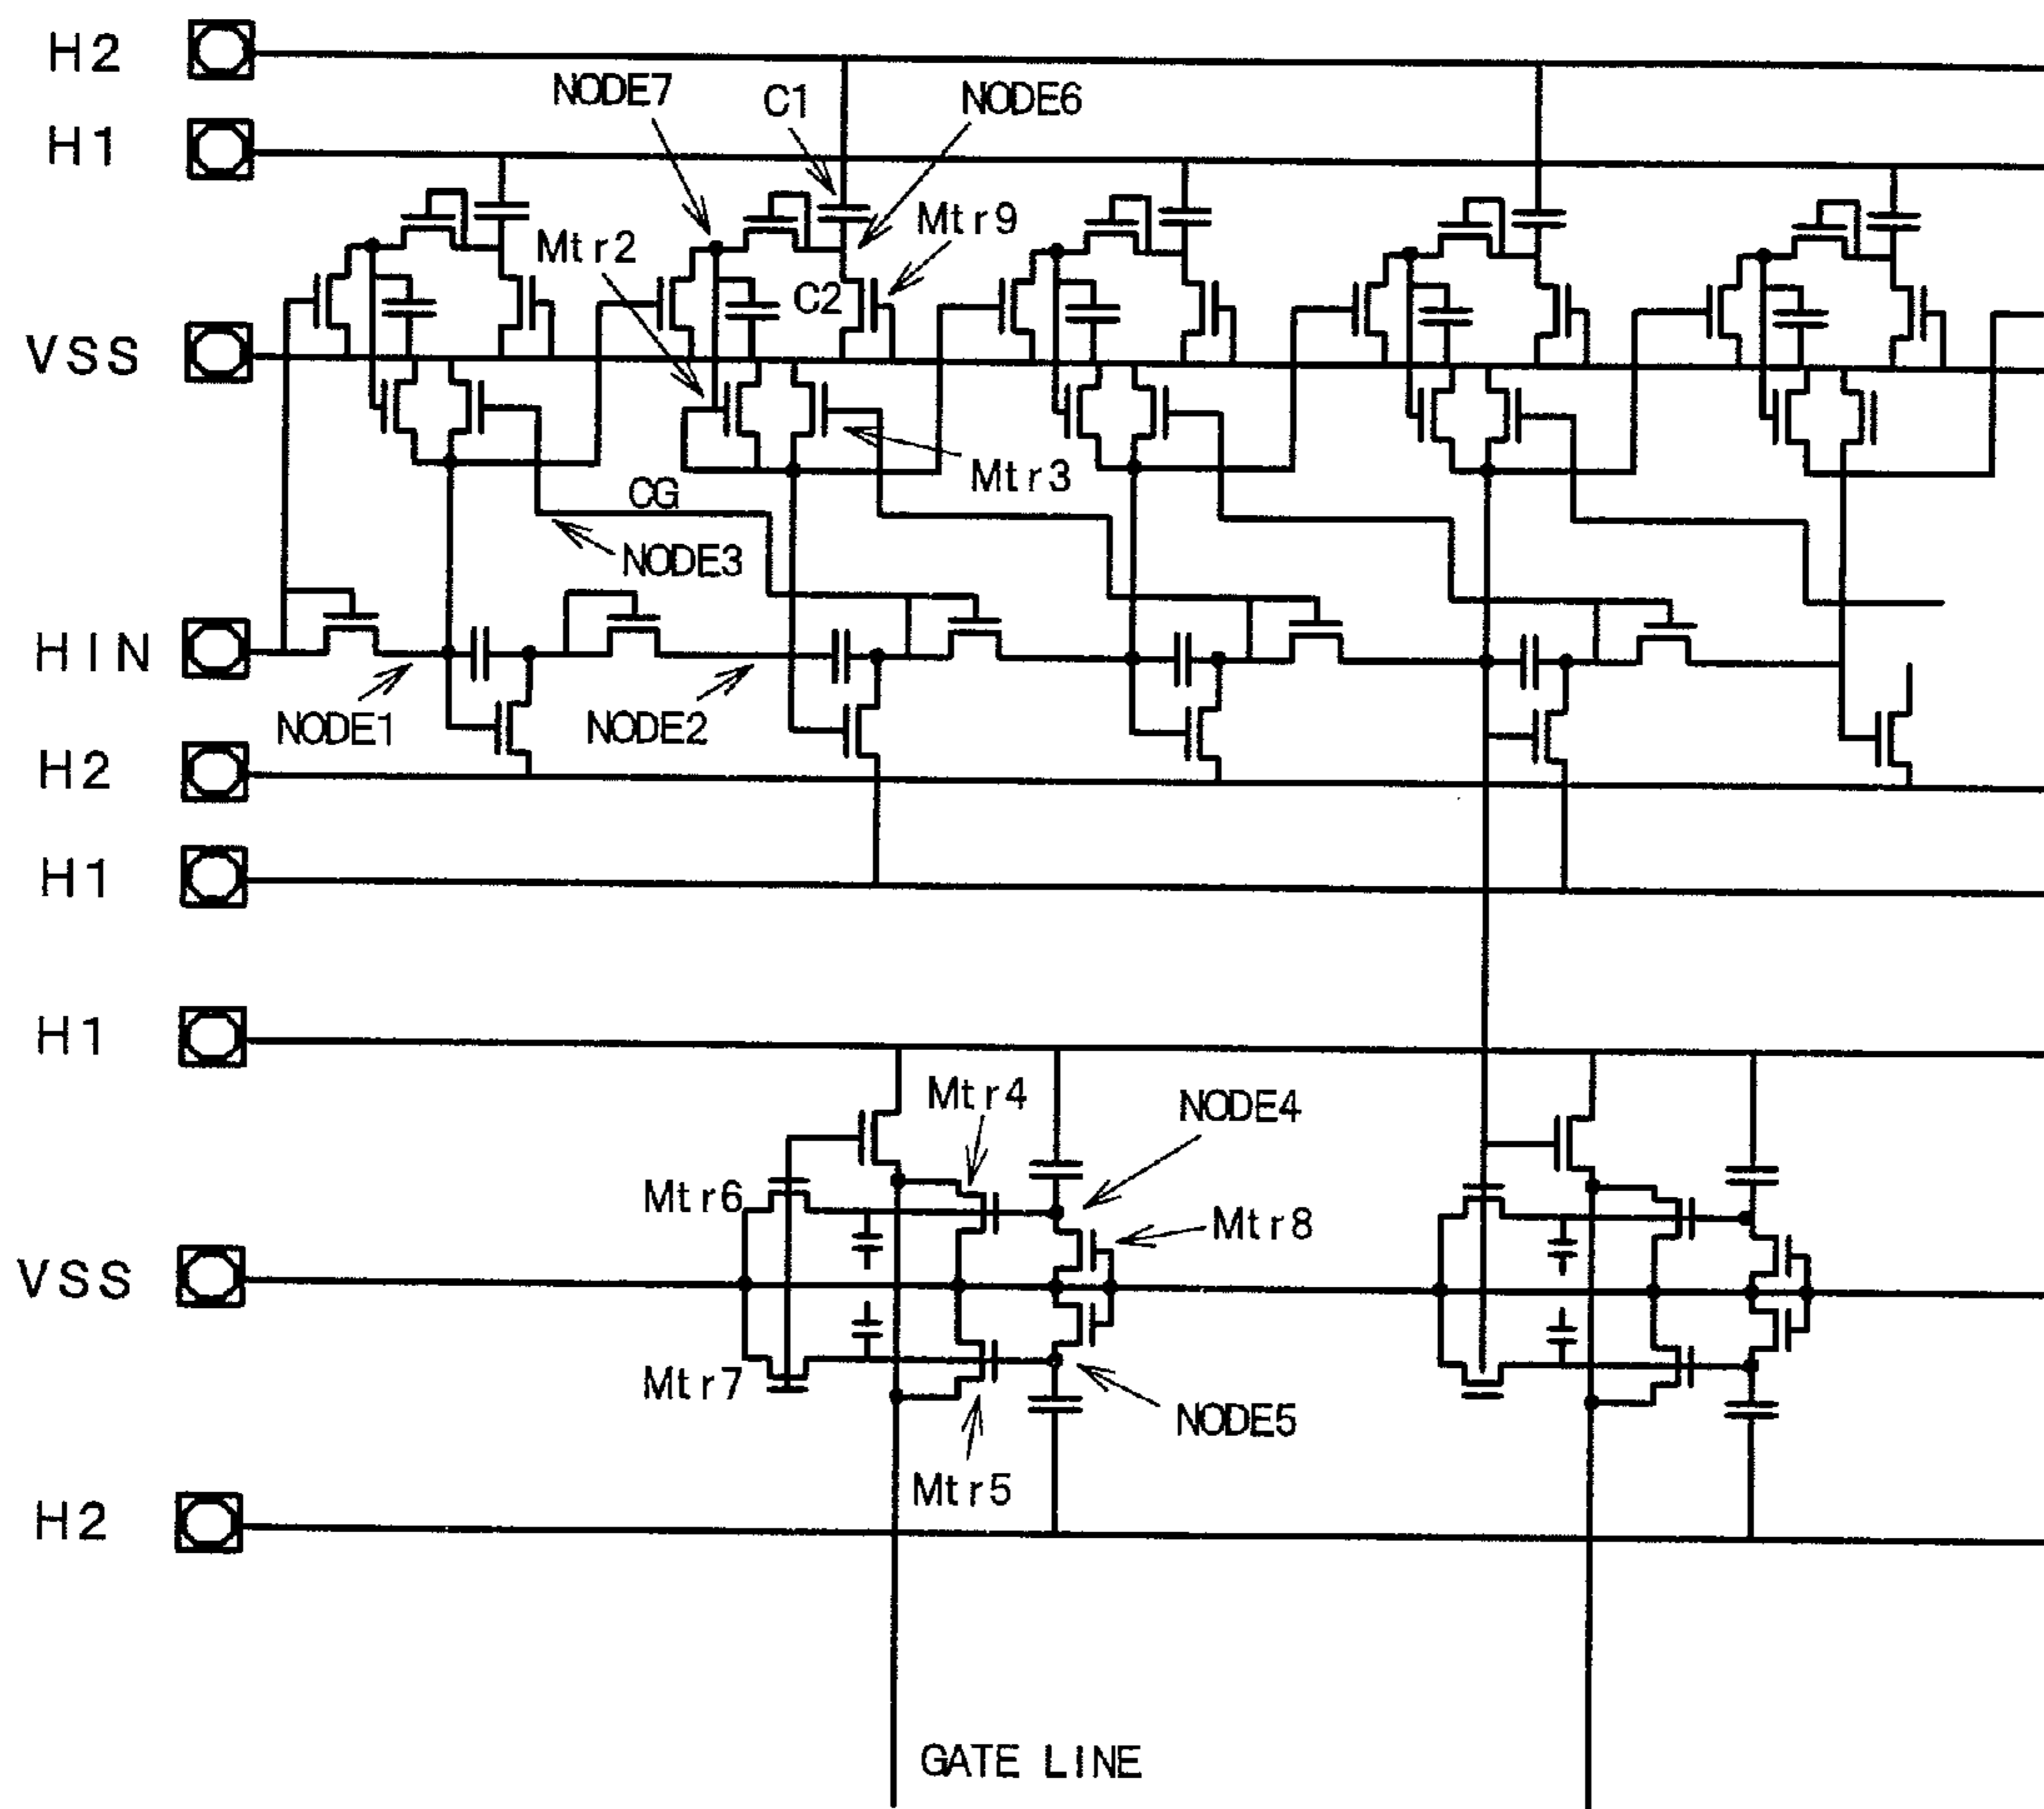 H2
NODE7
C1
NODE6
H1
Mtr9
Mtr2
C2
VSS
Mtr3
CG
NODE3
HIN
NODE1
NODE2
H2
H1
H1
Mtr4
NODE4
Mtr6
Mtr8
VSS
Mtr7
NODE5
Mtr5
H2
GATE LINE